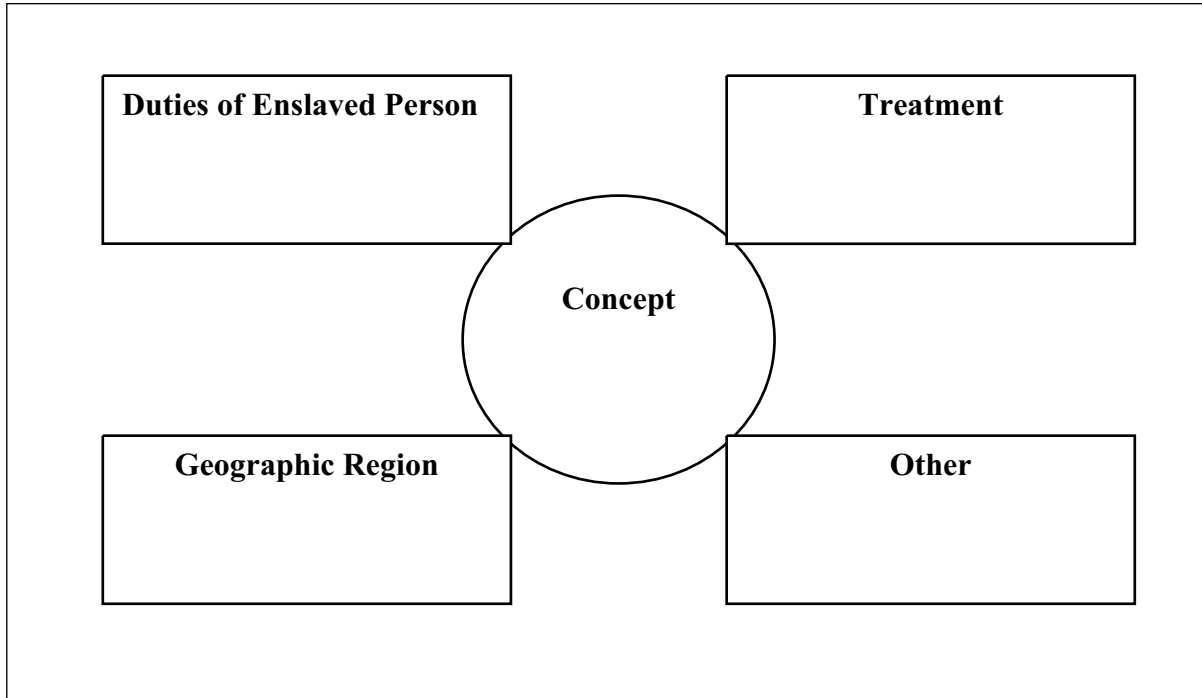 Duties of Enslaved Person
Treatment
Concept
Geographic Region
Other